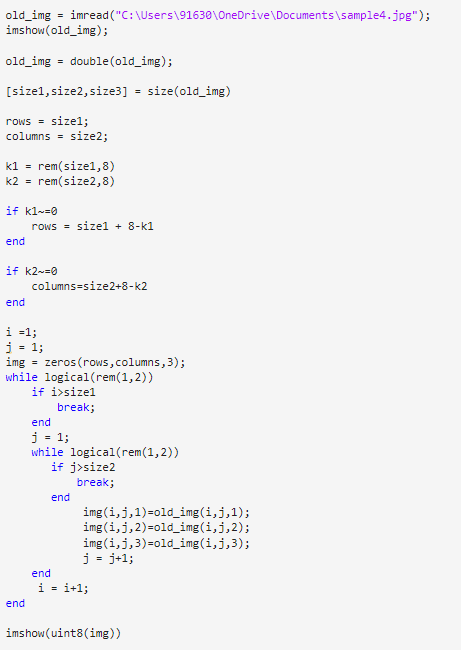 old_img = imread("C:\Users\91630\OneDrive\Documents\sample4.jpg");
imshow(old_img);
old_img = double(old_img);
[size1,size2,size3] = size(old_img)
rows = size1;
columns = size2;
k1 = rem(size1,8)
k2 = rem(size2,8)
if k1~=0
    rows = size1 + 8-k1
end
if k2~=0
    columns=size2+8-k2
end
i =1;
j = 1;
img = zeros(rows,columns,3);
while logical(rem(1,2))
    if i>size1
        break;
    end
    j = 1;
    while logical(rem(1,2))
       if j>size2
           break;
       end
            img(i,j,1)=old_img(i,j,1);
            img(i,j,2)=old_img(i,j,2);
            img(i,j,3)=old_img(i,j,3);
            j = j+1;
    end
     i = i+1;
end
imshow(uint8(img))